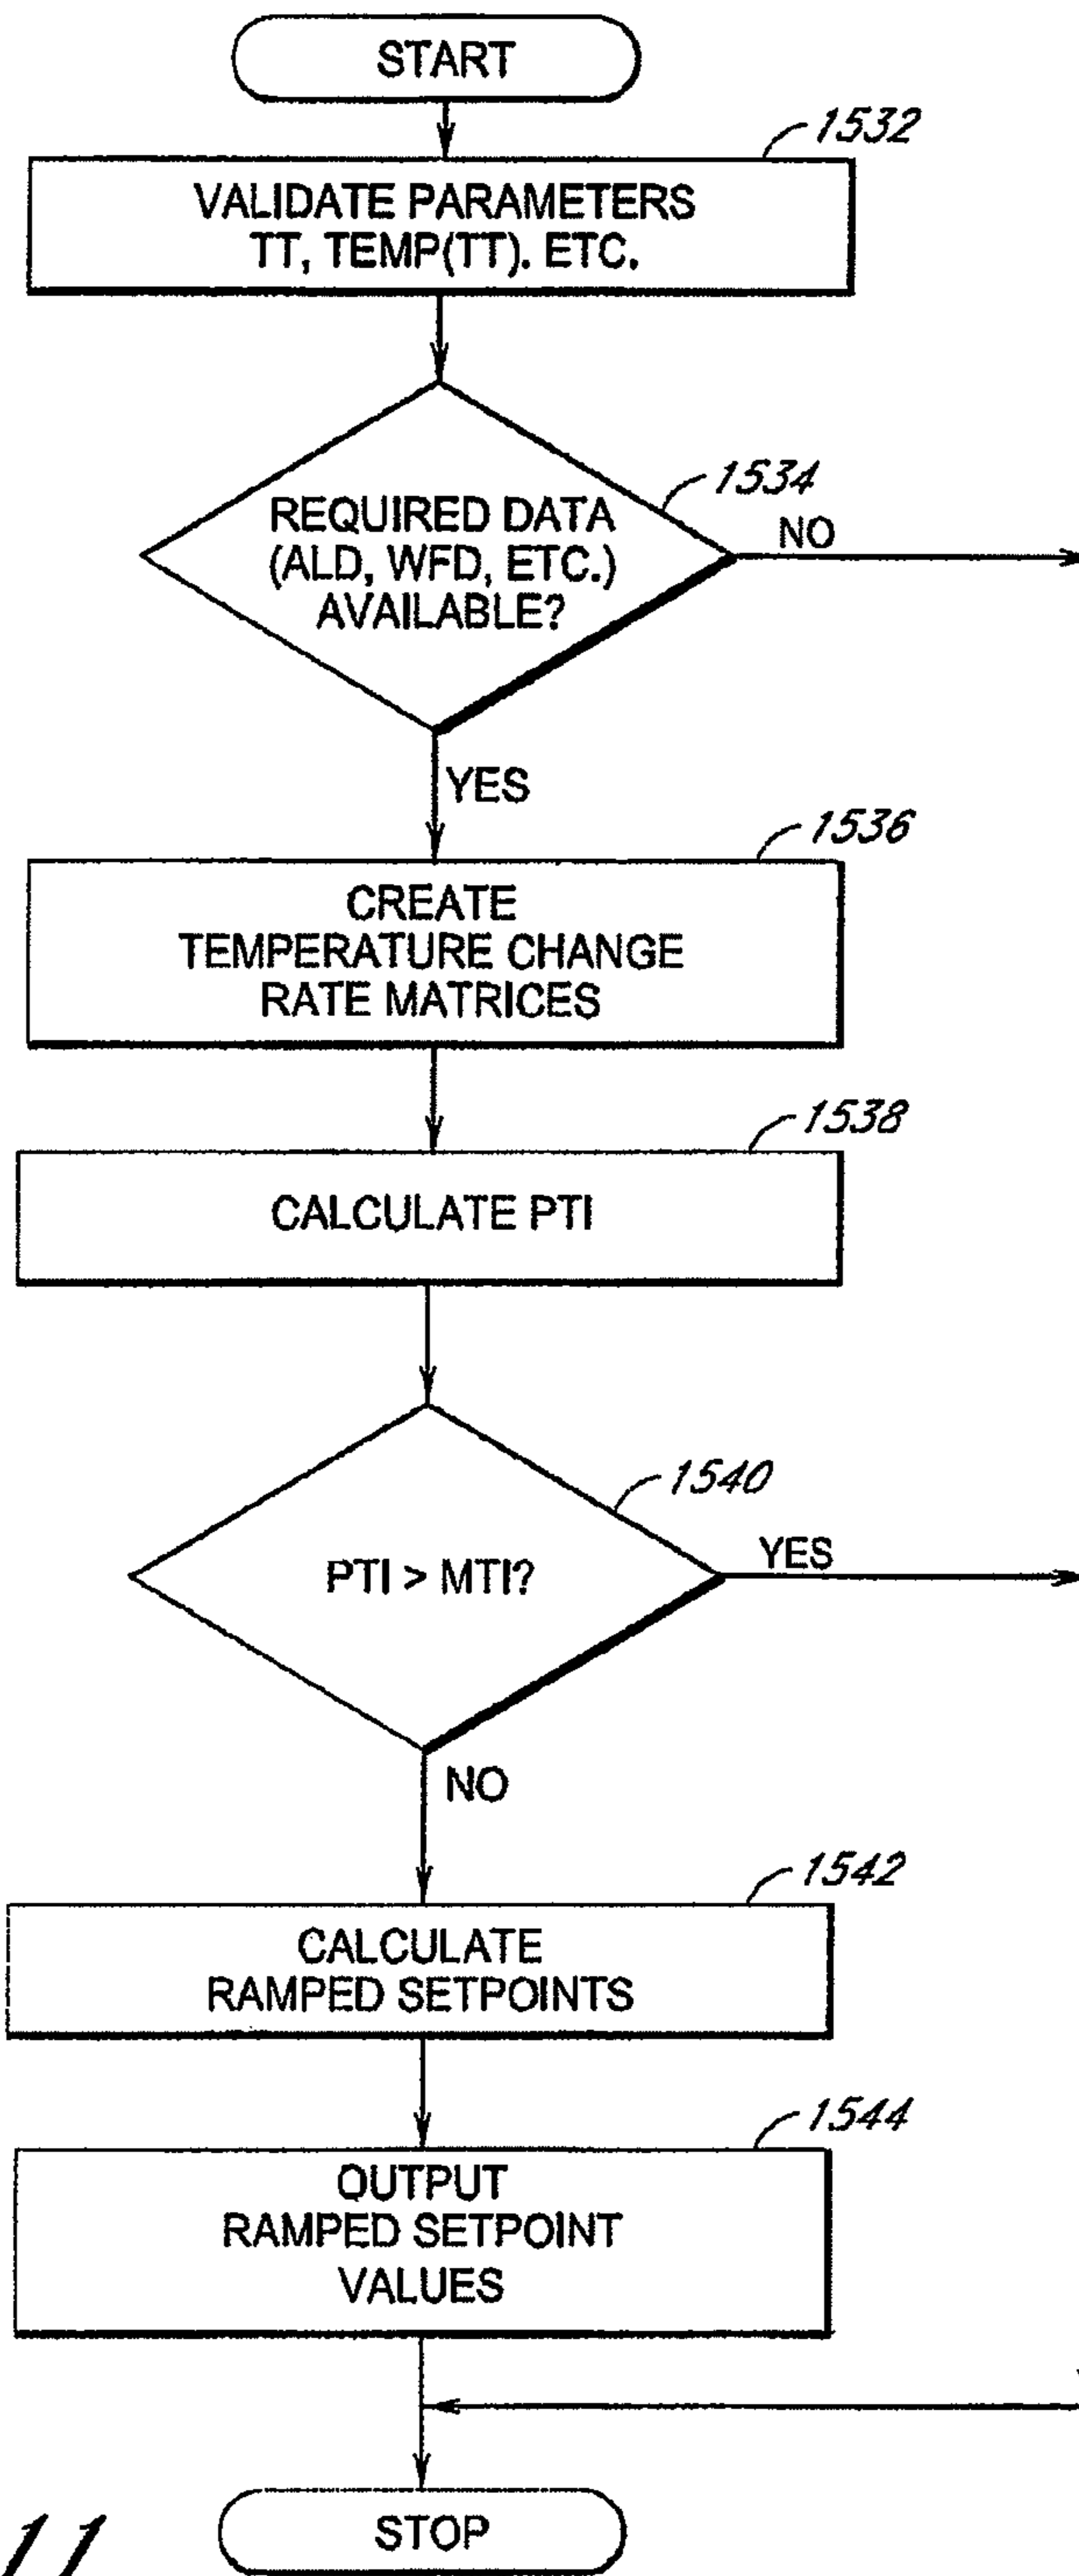 START
1532
VALIDATE PARAMETERS
TT, TEMP(TT). ETC.
1534
REQUIRED DATA
(ALD, WFD, ETC.)
AVAILABLE?
NO
YES
1536
CREATE
TEMPERATURE CHANGE
RATE MATRICES
1538
CALCULATE PTI
1540
PTI > MTI?
YES
NO
1542
CALCULATE
RAMPED SETPOINTS
1544
OUTPUT
RAMPED SETPOINT
VALUES
STOP
11